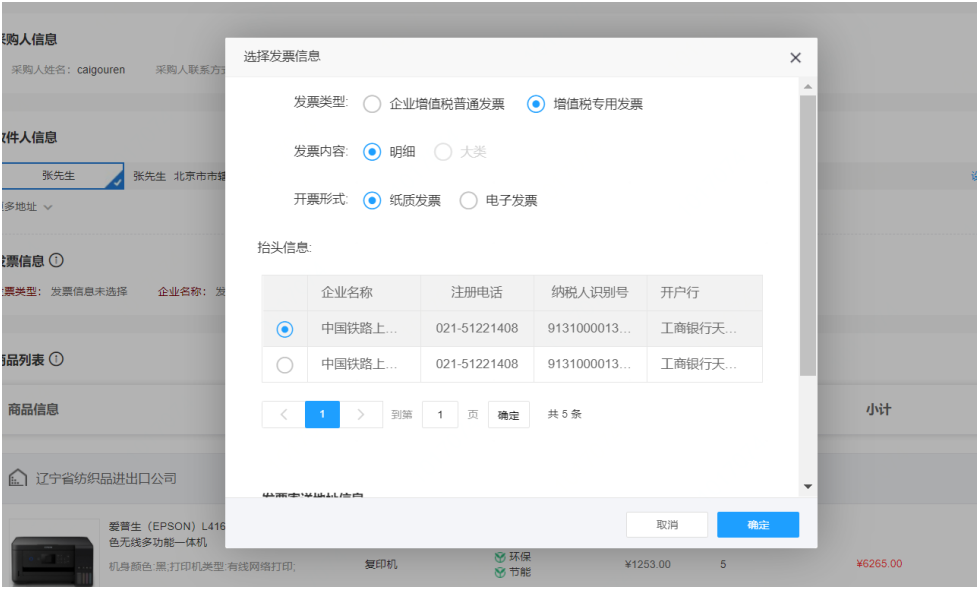 采购人信息
采购人姓名: caigouren 采购人联系方
收件人信息
张先生 张先生 北京市市辖
更多地址
发票信息
发票类型: 发票信息未选择 企业名称: 发
商品列表
商品信息 小计
辽宁省纺织品进出口公司
爱普生（EPSON）L416
色无线多功能一体机
机身颜色:黑;打印机类型:有线网络打印;
复印机
环保
节能
¥1253.00 5 ¥6265.00
选择发票信息
发票类型: 企业增值税普通发票 增值税专用发票
发票内容: 明细 大类
开票形式: 纸质发票 电子发票
抬头信息:
企业名称 注册电话 纳税人识别号 开户行
中国铁路上... 021-51221408 9131000013... 工商银行天...
中国铁路上... 021-51221408 9131000013... 工商银行天...
1 到第 1 页 确定 共 5 条
发票寄送地址信息
取消 确定